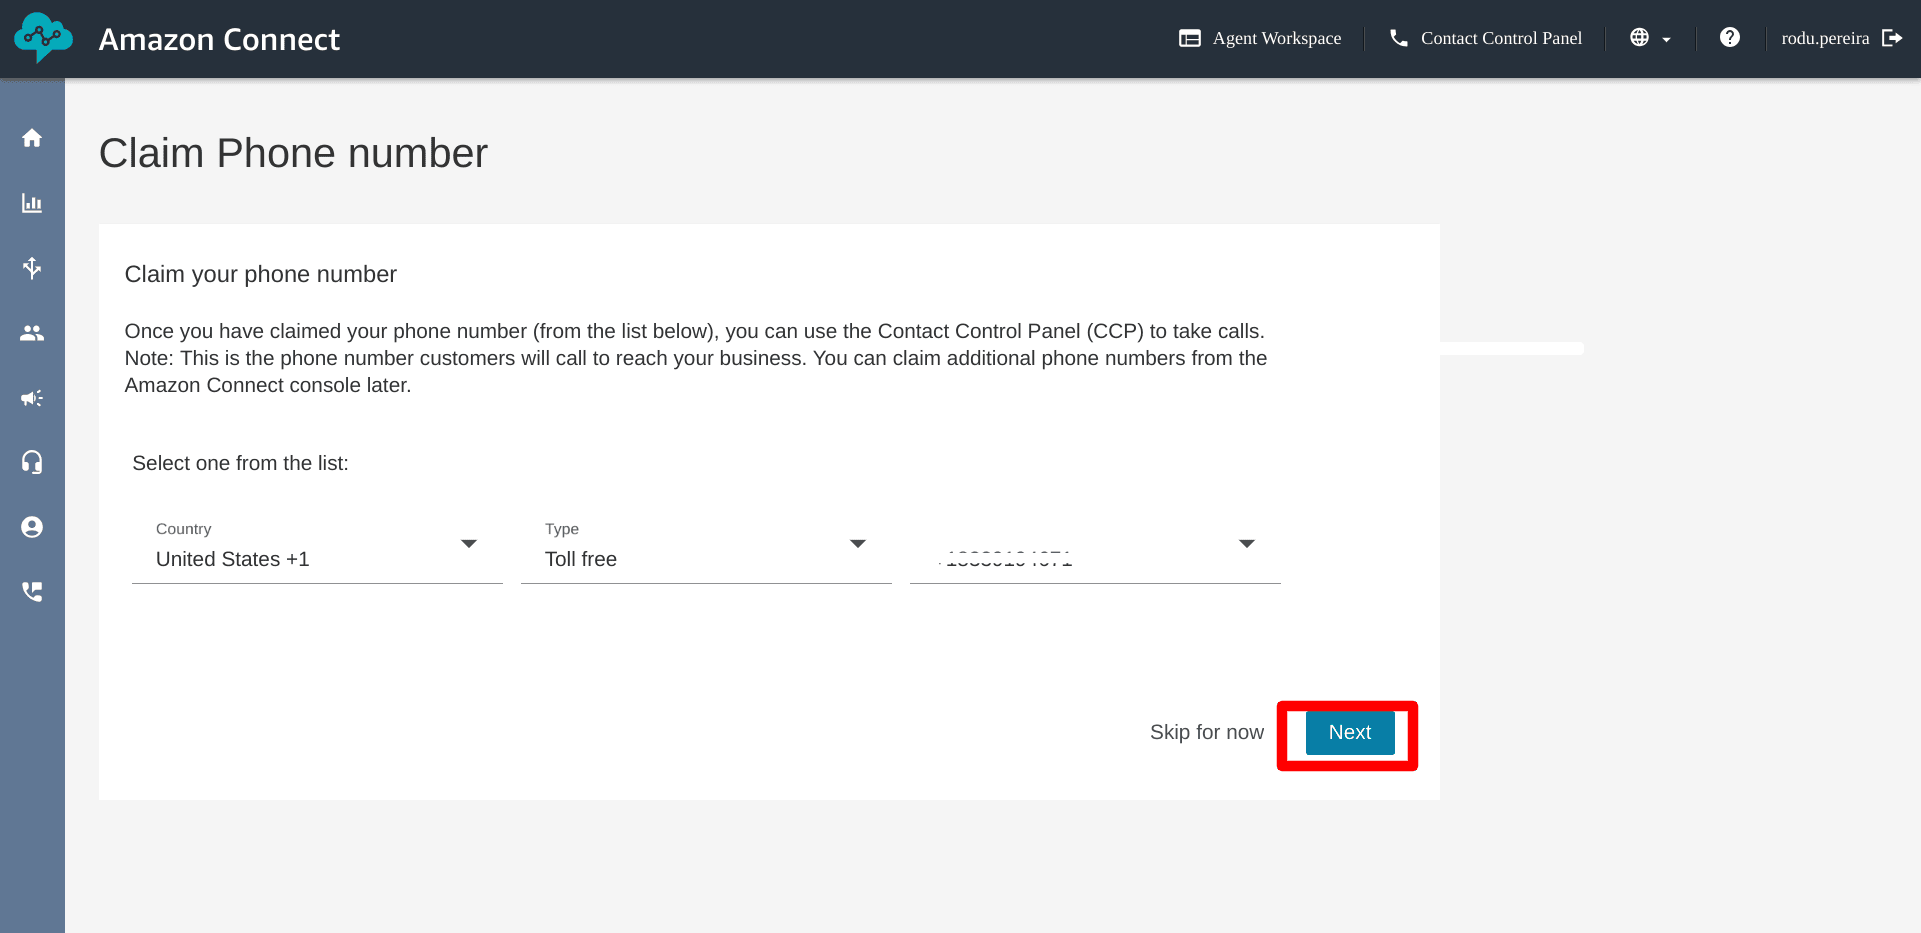 Amazon Connect
Agent Workspace
Contact Control Panel
rodu.pereira
Claim Phone number
Claim your phone number
Once you have claimed your phone number (from the list below), you can use the Contact Control Panel (CCP) to take calls.
Note: This is the phone number customers will call to reach your business. You can claim additional phone numbers from the
Amazon Connect console later.
Select one from the list:
Country
United States +1
Type
Toll free
Skip for now
Next